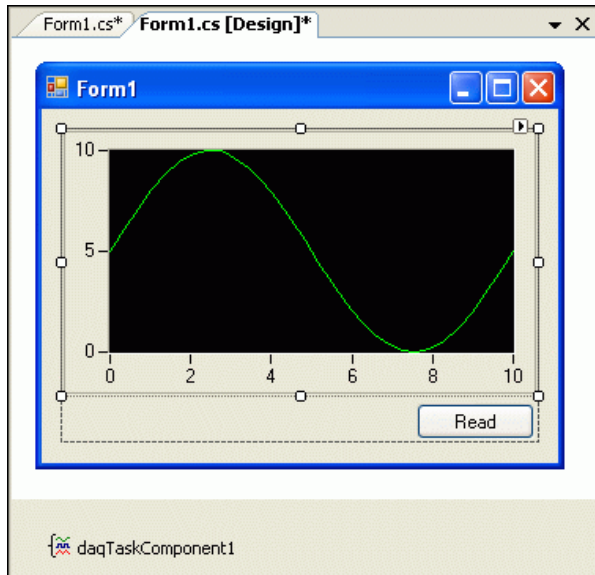 Form1.cs* Form1.cs [Design]*
Form1
10
5
0
0 2 4 6 8 10
Read
daqTaskComponent1